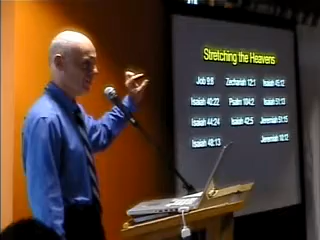 Stretching the Heavens
Job 9:8 Zechariah 12:1 Isaiah 45:12
Isaiah 40:22 Psalm 104:2 Isaiah 51:13
Isaiah 44:24 Isaiah 42:5 Jeremiah 51:15
Isaiah 48:13 Jeremiah 10:12